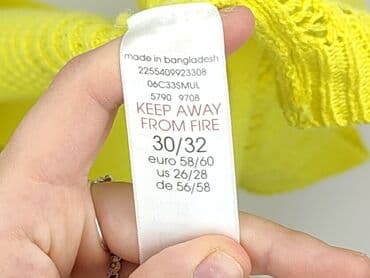 made in bangladesh
2255409923308
06C33SMUL
5790 9708
KEEP AWAY
FROM FIRE
30/32
euro 58/60
us 26/28
de 56/58